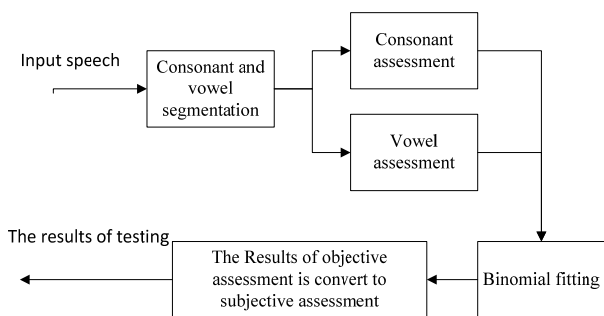 Input speech
Consonant and
vowel
segmentation
Consonant
assessment
Vowel
assessment
Binomial fitting
The Results of objective
assessment is convert to
subjective assessment
The results of testing